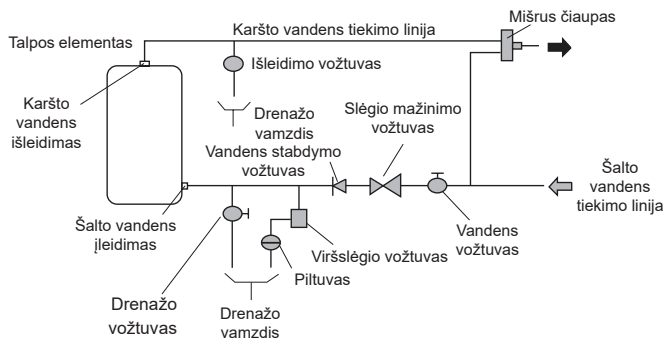 Mišrus čiaupas
Karšto vandens tiekimo linija
Talpos elementas
Išleidimo vožtuvas
Karšto
vandens
išleidimas
Drenažo
vamzdis
Slėgio mažinimo
vožtuvas
Vandens stabdymo
vožtuvas
Šalto
vandens
tiekimo linija
Šalto vandens
įleidimas
Vandens
vožtuvas
Viršslėgio vožtuvas
Piltuvas
Drenažo
vožtuvas
Drenažo
vamzdis